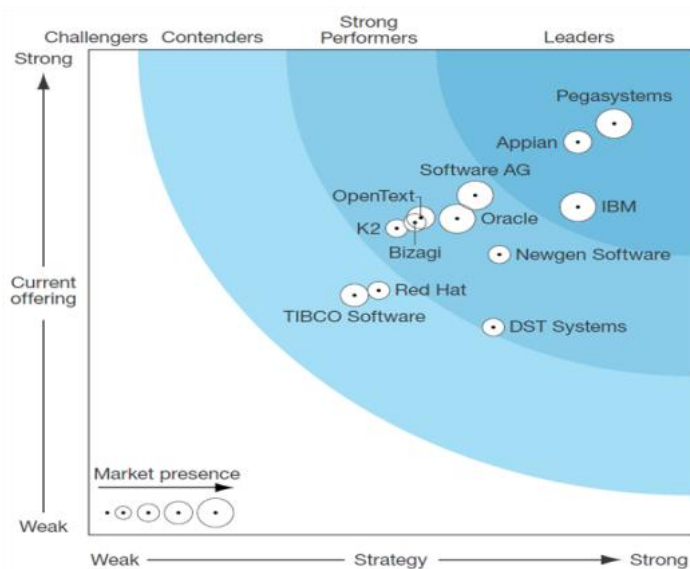 Challengers Contenders Strong Performers Leaders
Strong
Pegasystems
Appian
Software AG
OpenText
IBM
K2
Oracle
Bizagi
Newgen Software
Current offering
Red Hat
TIBCO Software
DST Systems
Market presence
Weak
Weak Strategy Strong